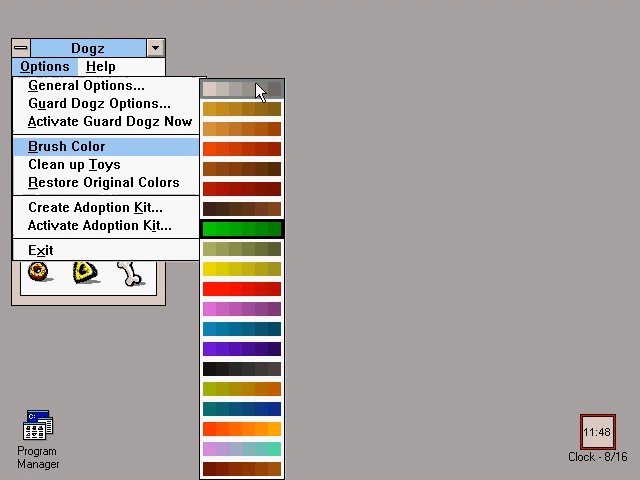 Dogz
Options Help
General Options...
Guard Dogz Options...
Activate Guard Dogz Now
Brush Color
Clean up Toys
Restore Original Colors
Create Adoption Kit...
Activate Adoption Kit...
Exit
C:\
Program
Manager
11:48
Clock - 8/16